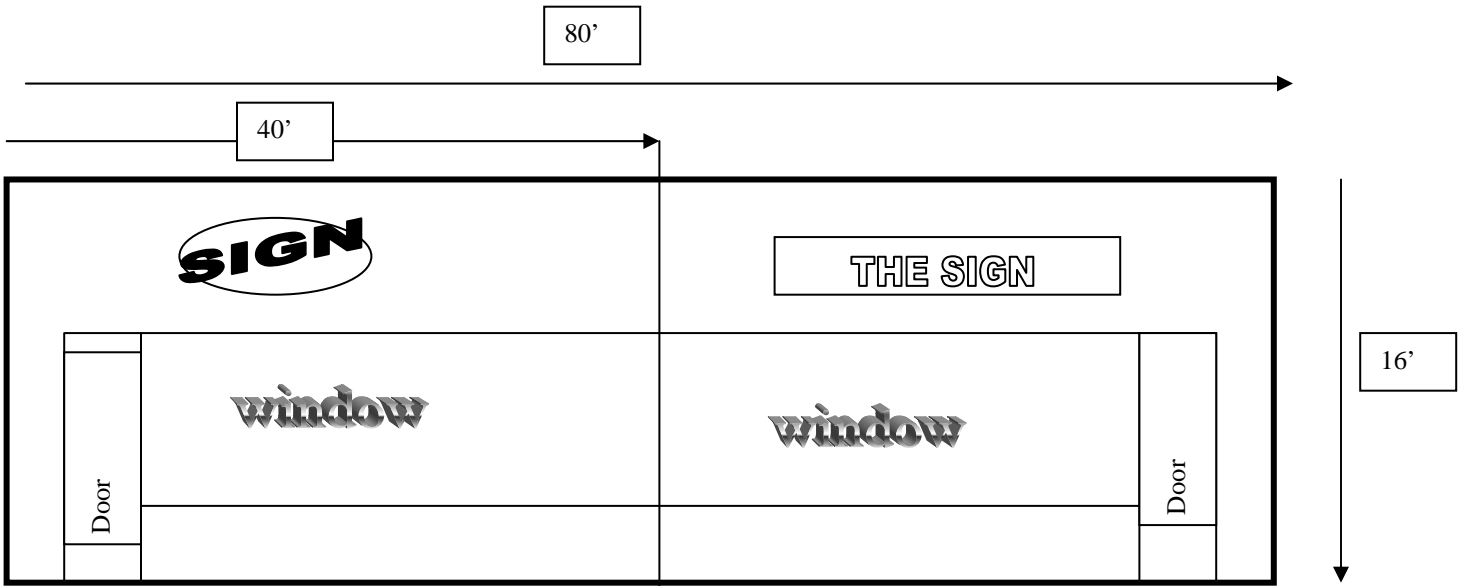 80’
40’
SIGN
THE SIGN
16’
window
window
Door
Door